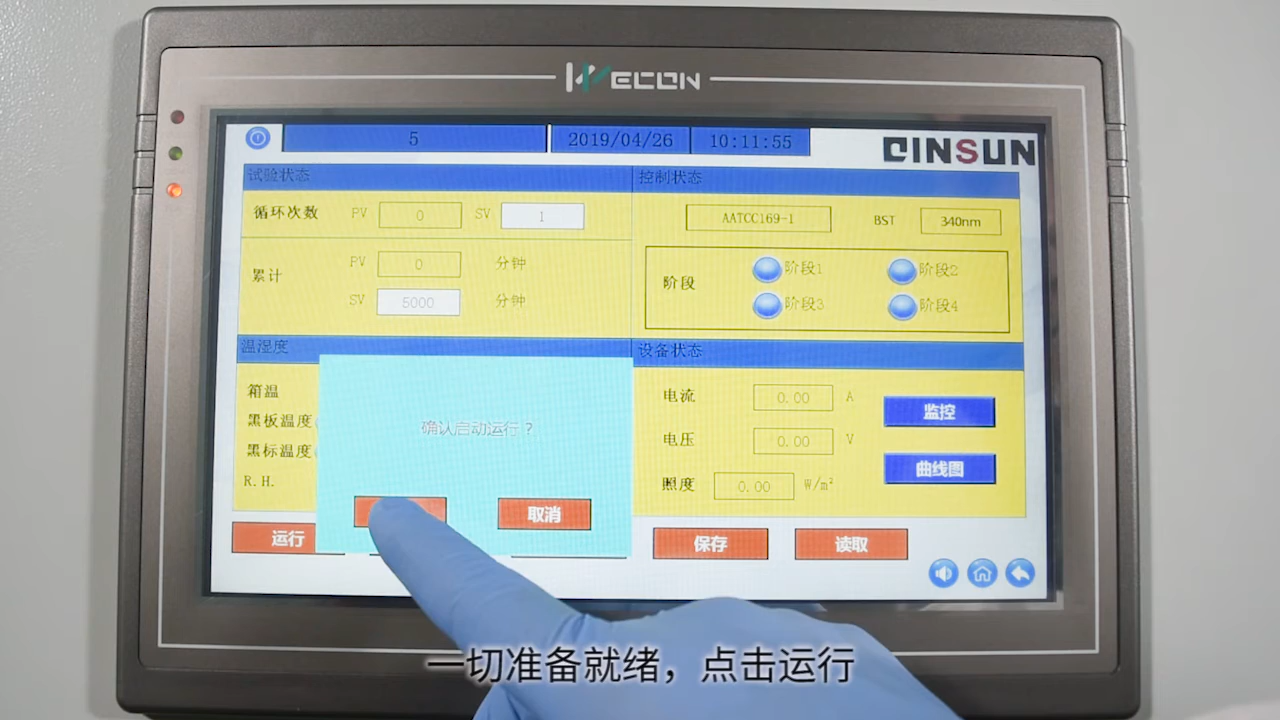 WECON
5 2019/04/26 10:11:55 QINSUN
试验状态 控制状态
循环次数 PV 0 SV 1 AATCC169-1 BST 340nm
累计 PV 0 分钟
SV 5000 分钟
阶段 阶段1 阶段2
阶段3 阶段4
温湿度 设备状态
箱温 电流 0.00 A 监控
黑板温度
黑标温度
R.H.
确认启动运行？
电压 0.00 V 曲线图
照度 0.00 W/m²
取消
运行 保存 读取
一切准备就绪，点击运行